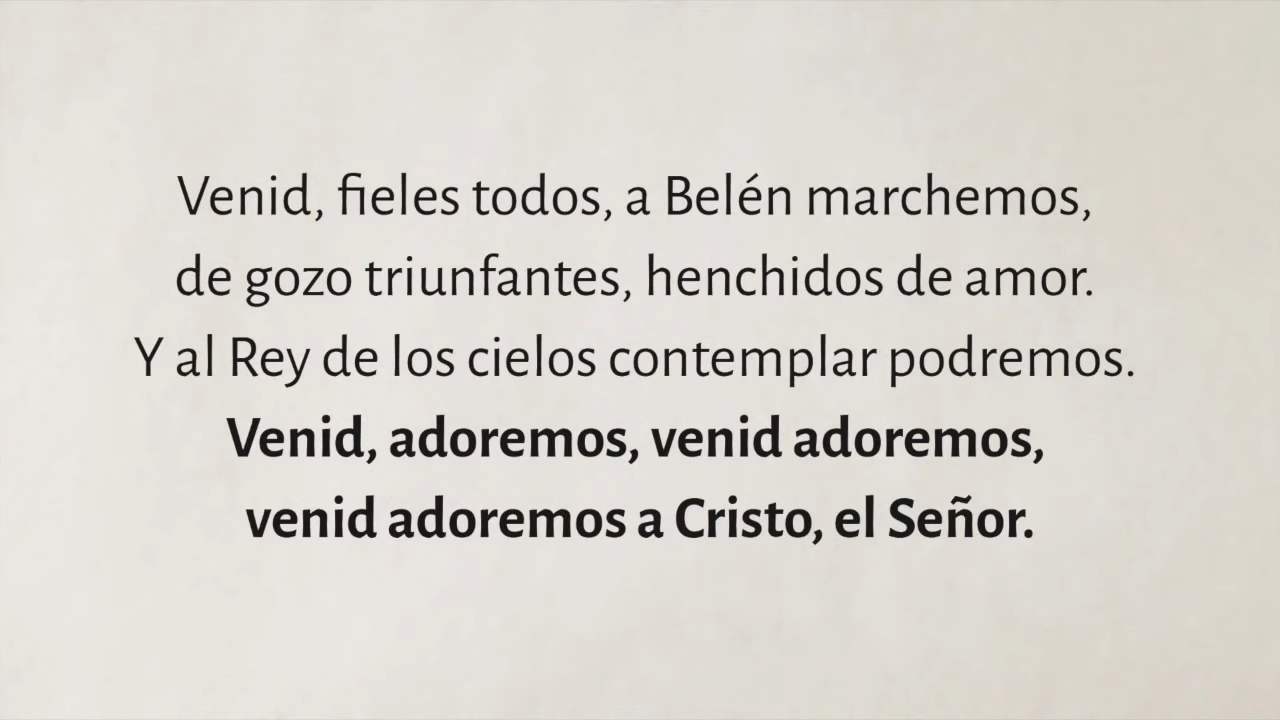 Venid, fieles todos, a Belén marchemos,
de gozo triunfantes, henchidos de amor.
Y al Rey de los cielos contemplar podremos.
Venid, adoremos, venid adoremos,
venid adoremos a Cristo, el Señor.